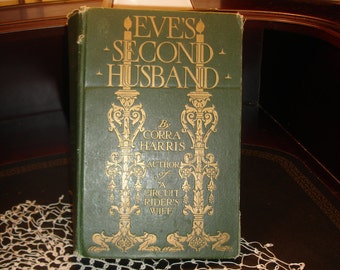 EVE'S
SECOND
HUSBAND
By
CORRA
HARRIS
AUTHOR
of
"A
CIRCUIT
RIDER'S
WIFE"